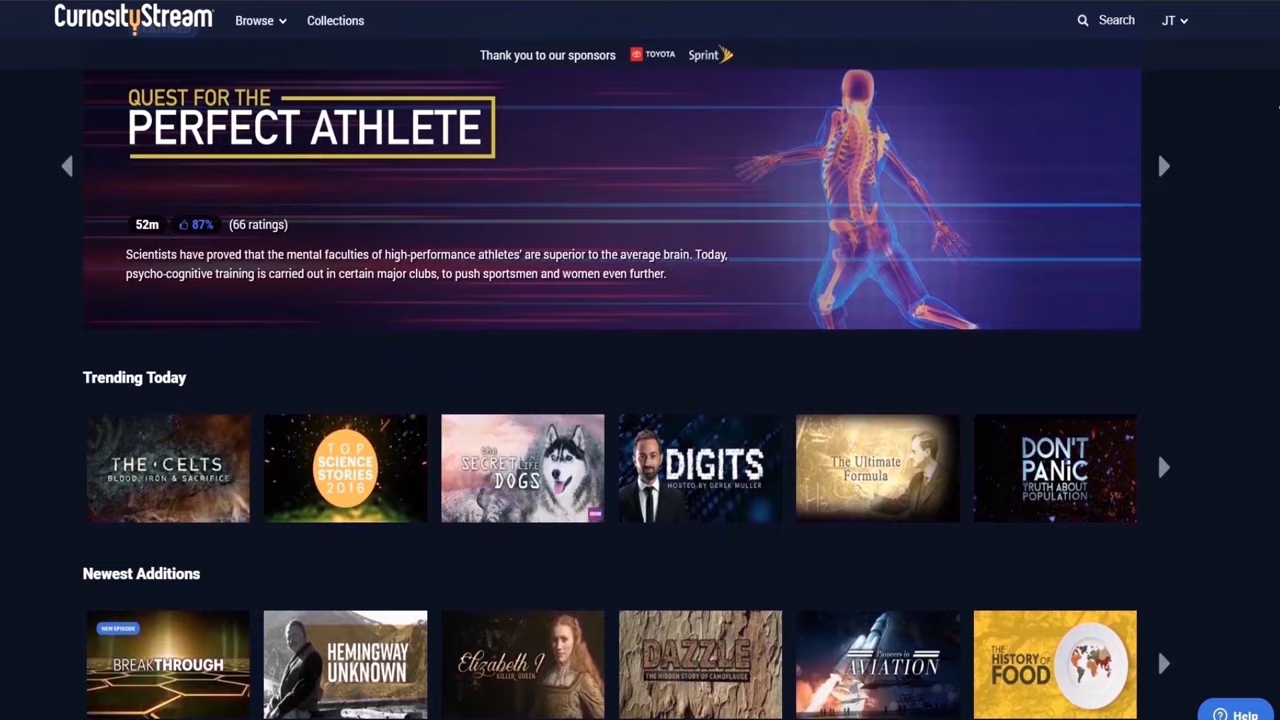 CuriosityStream
Browse
Collections
Search
JT
Thank you to our sponsors
TOYOTA
Sprint
QUEST FOR THE
PERFECT ATHLETE
52m
87%
(66 ratings)
Scientists have proved that the mental faculties of high-performance athletes' are superior to the average brain. Today,
psycho-cognitive training is carried out in certain major clubs, to push sportsmen and women even further.
Trending Today
THE • CELTS
BLOOD, IRON & SACRIFICE
TOP
SCIENCE
STORIES
2016
the
SECRET LIFE
OF DOGS
DIGITS
HOSTED BY DEREK MULLER
The Ultimate
Formula
DON'T
PANIC
TRUTH ABOUT
POPULATION
Newest Additions
NEW EPISODE
BREAKTHROUGH
HEMINGWAY
UNKNOWN
Elizabeth I
KILLER QUEEN
DAZZLE
THE HIDDEN STORY OF CAMOFLAUGE
Pioneers in
AVIATION
THE
HISTORY OF
FOOD
Help